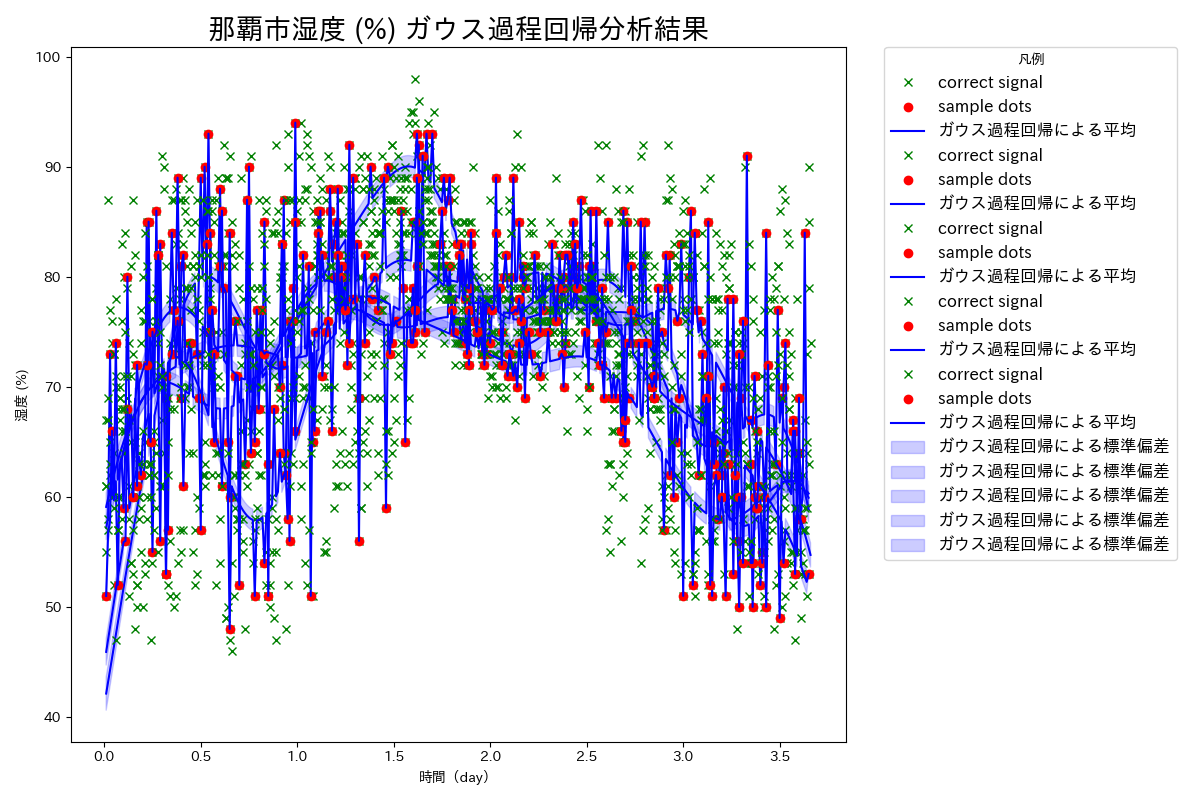 那覇市湿度 (%) ガウス過程回帰分析結果
100
90
80
70
60
50
40
湿度 (%)
0.0 0.5 1.0 1.5 2.0 2.5 3.0 3.5
時間（day）
凡例
correct signal
sample dots
ガウス過程回帰による平均
correct signal
sample dots
ガウス過程回帰による平均
correct signal
sample dots
ガウス過程回帰による平均
correct signal
sample dots
ガウス過程回帰による平均
correct signal
sample dots
ガウス過程回帰による平均
ガウス過程回帰による標準偏差
ガウス過程回帰による標準偏差
ガウス過程回帰による標準偏差
ガウス過程回帰による標準偏差
ガウス過程回帰による標準偏差